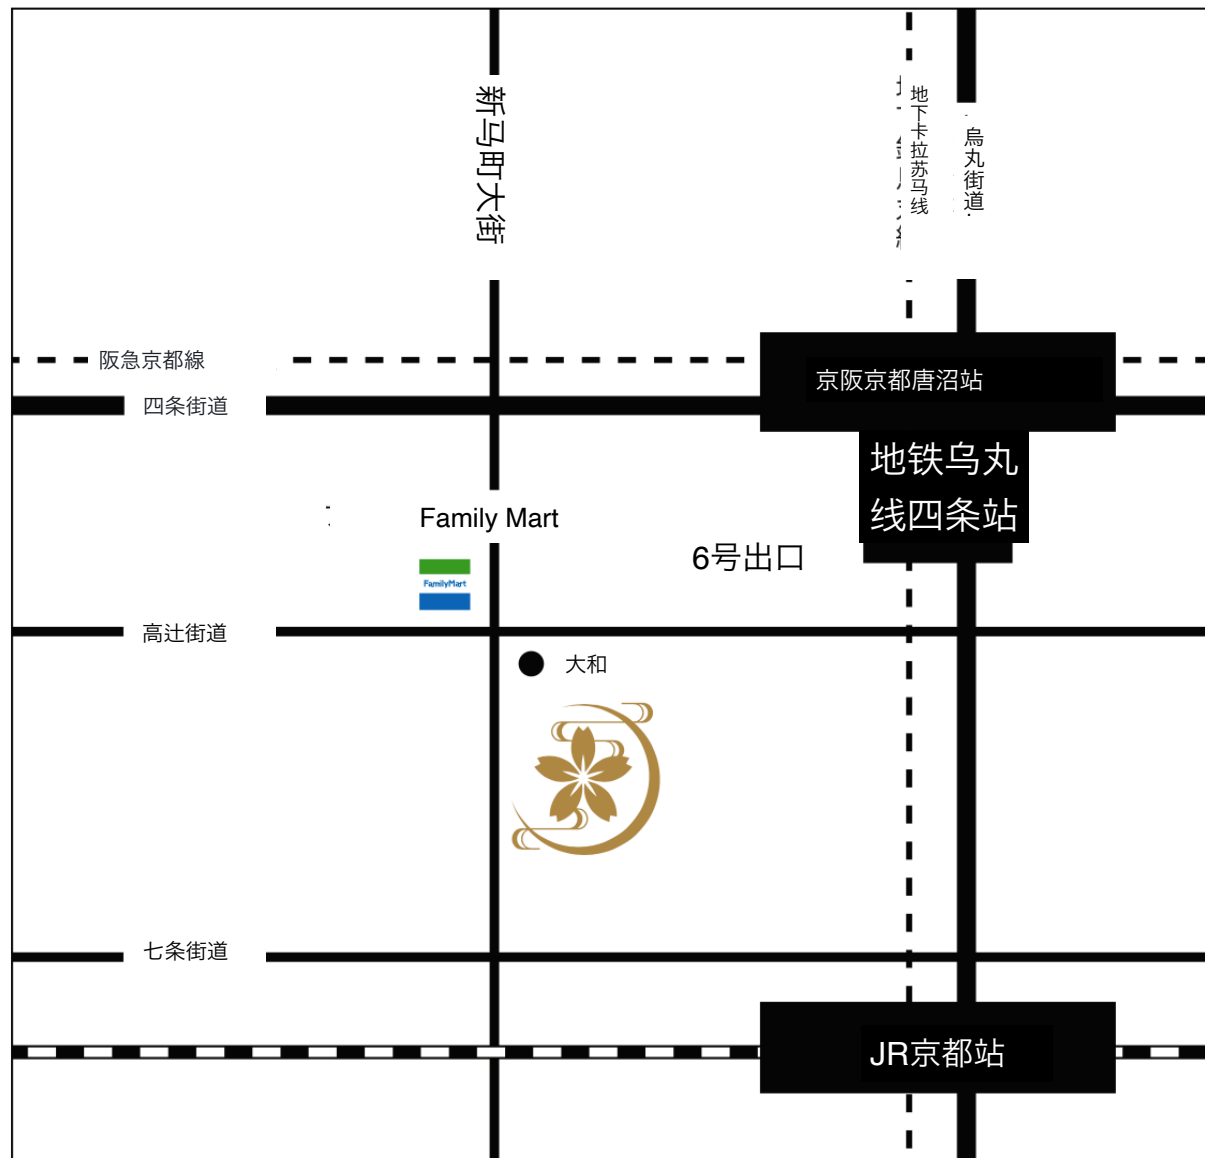 新马町大街
地下卡拉苏马线
烏丸街道
阪急京都線
京阪京都唐沼站
四条街道
地铁乌丸
线四条站
Family Mart
6号出口
FamilyMart
高辻街道
大和
七条街道
JR京都站